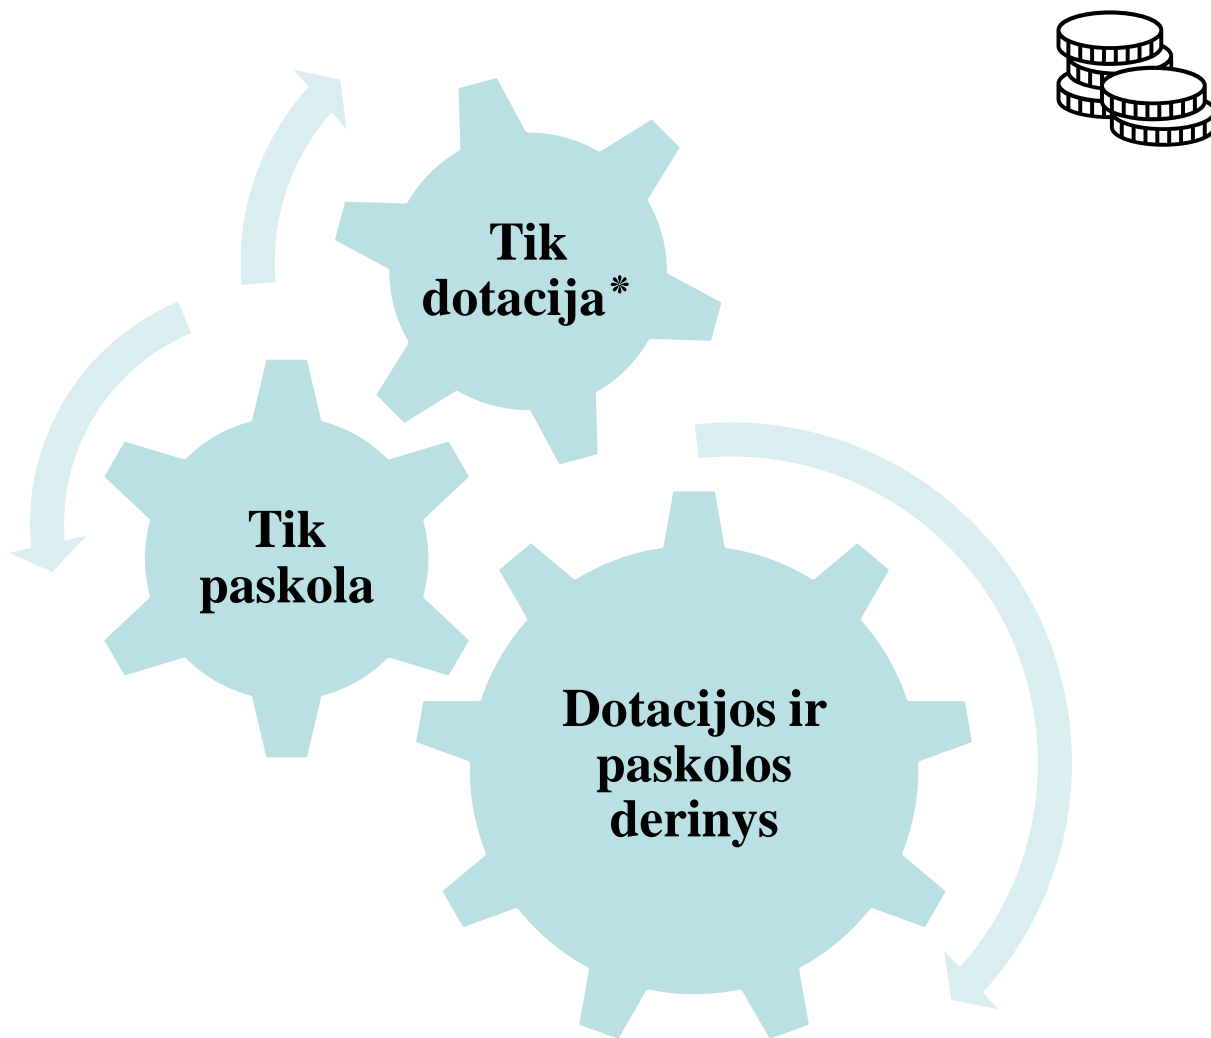 Tik
dotacija*
Tik
paskola
Dotacijos ir
paskolos
derinys